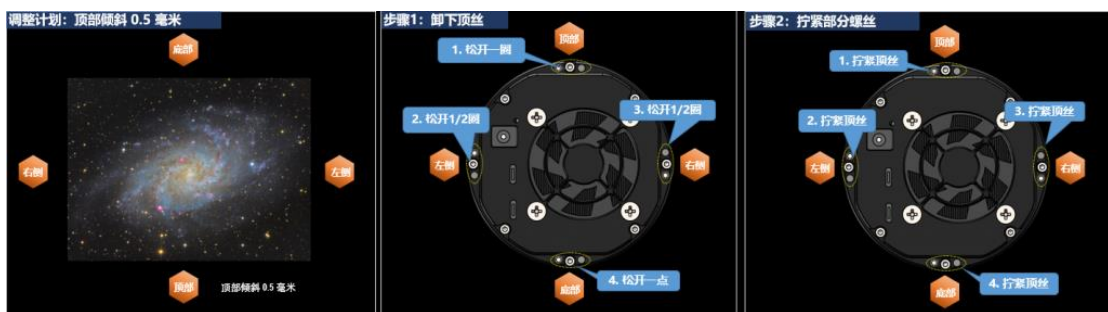 调整计划：顶部倾斜 0.5 毫米
底部
右侧
左侧
顶部
顶部倾斜 0.5 毫米
步骤1：卸下顶丝
顶部
1. 松开一圈
2. 松开1/2圈
3. 松开1/2圈
左侧
右侧
4. 松开一点
底部
步骤2：拧紧部分螺丝
顶部
1. 拧紧顶丝
2. 拧紧顶丝
3. 拧紧顶丝
左侧
右侧
4. 拧紧顶丝
底部